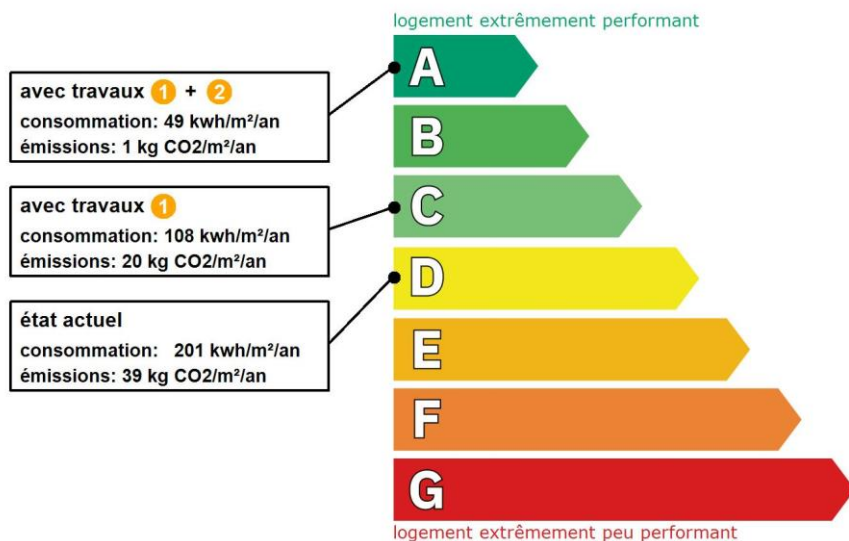 logement extrêmement performant
A
avec travaux 1 + 2
consommation: 49 kwh/m²/an
émissions: 1 kg CO2/m²/an
B
avec travaux 1
consommation: 108 kwh/m²/an
émissions: 20 kg CO2/m²/an
C
D
état actuel
consommation: 201 kwh/m²/an
émissions: 39 kg CO2/m²/an
E
F
G
logement extrêmement peu performant